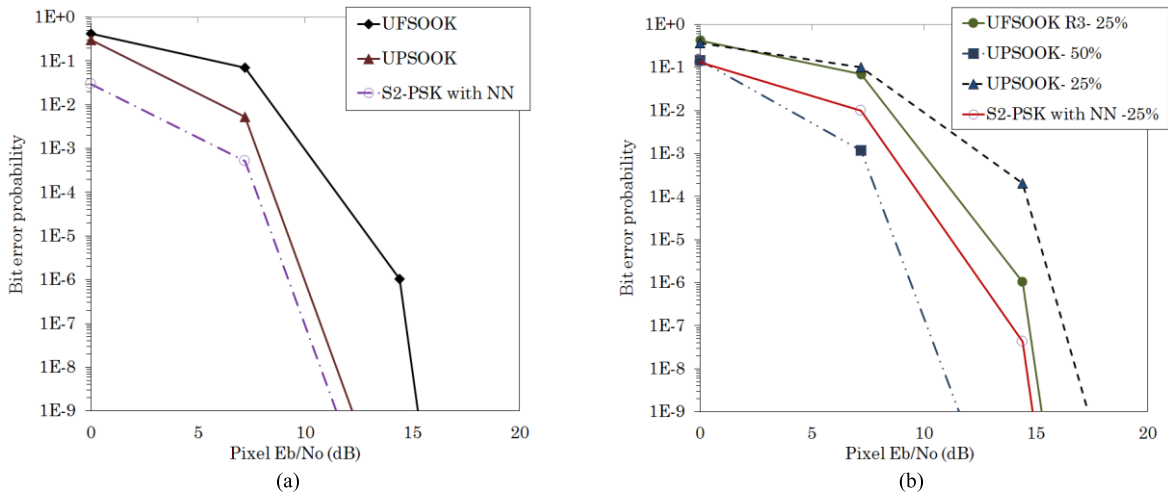 1E+0
1E-1
1E-2
1E-3
1E-4
1E-5
1E-6
1E-7
1E-8
1E-9
Bit error probability
0 5 10 15 20
Pixel Eb/No (dB)
UFSOOK
UPSOOK
S2-PSK with NN
(a)
1E+0
1E-1
1E-2
1E-3
1E-4
1E-5
1E-6
1E-7
1E-8
1E-9
Bit error probability
0 5 10 15 20
Pixel Eb/No (dB)
UFSOOK R3- 25%
UPSOOK- 50%
UPSOOK- 25%
S2-PSK with NN -25%
(b)